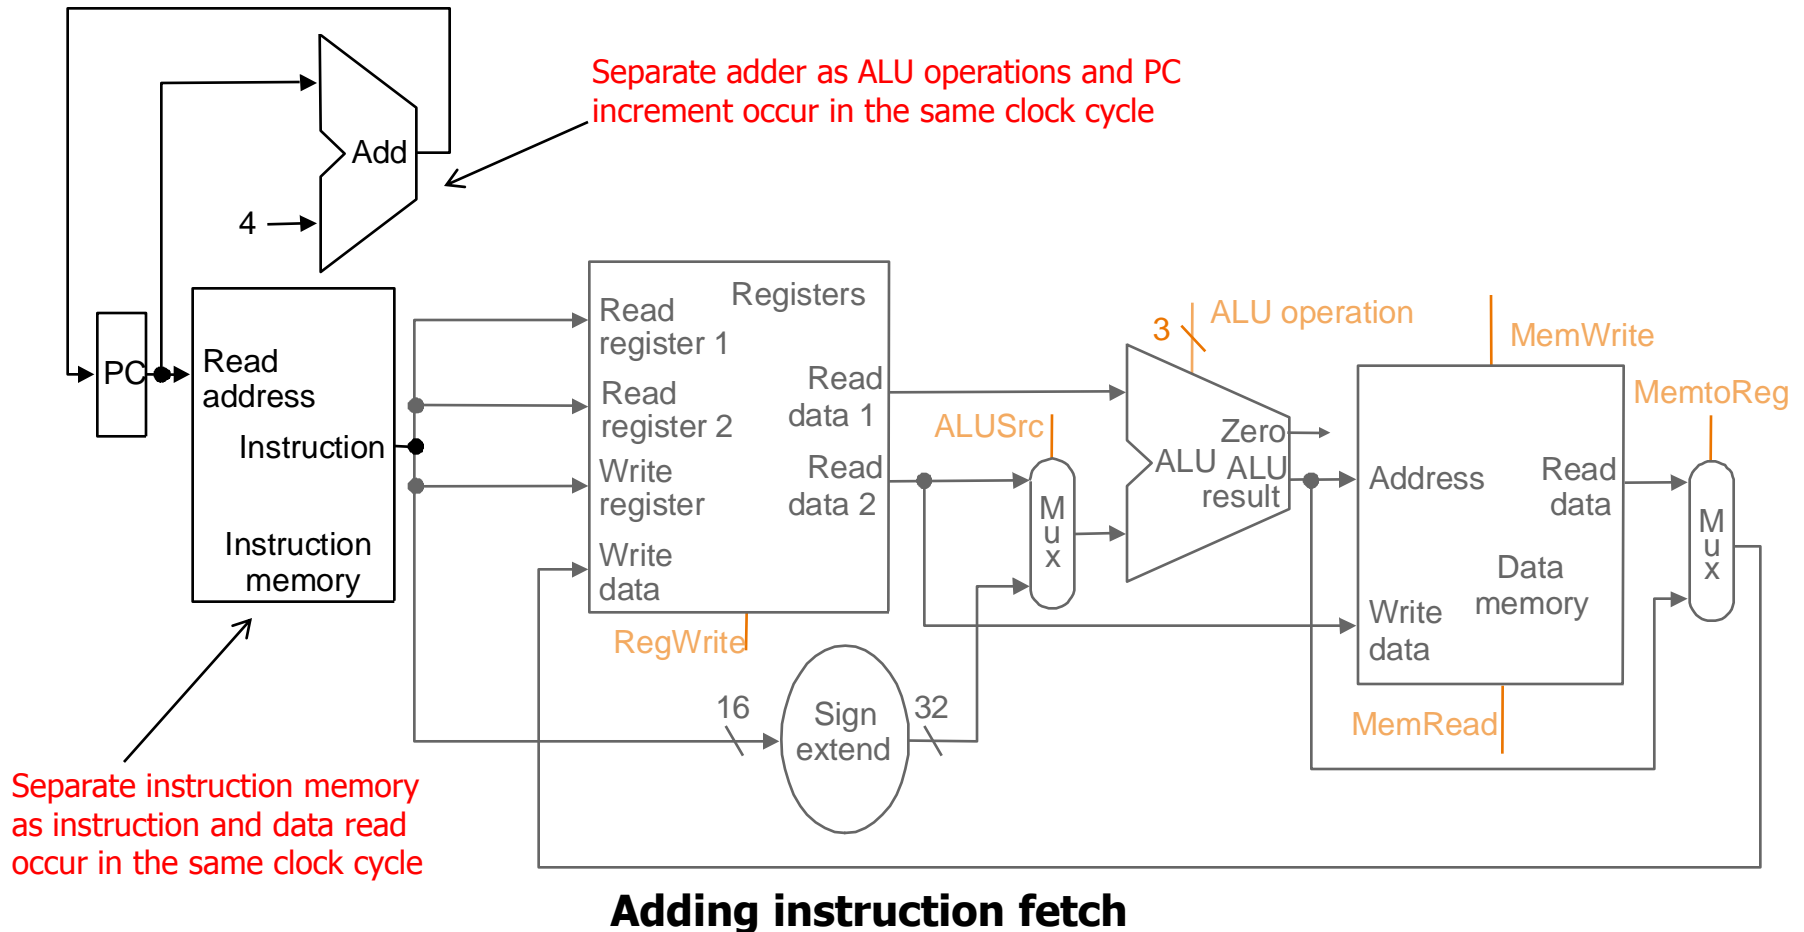 Separate adder as ALU operations and PC
increment occur in the same clock cycle
Add
4
PC
Read
address
Instruction
Instruction
memory
Registers
Read
register 1
Read
register 2
Write
register
Write
data
Read
data 1
Read
data 2
RegWrite
16
Sign
extend
32
ALUSrc
M
u
x
3
ALU operation
Zero
ALU
ALU
result
MemWrite
Address
Read
data
Data
memory
Write
data
MemRead
MemtoReg
M
u
x
Separate instruction memory
as instruction and data read
occur in the same clock cycle
Adding instruction fetch